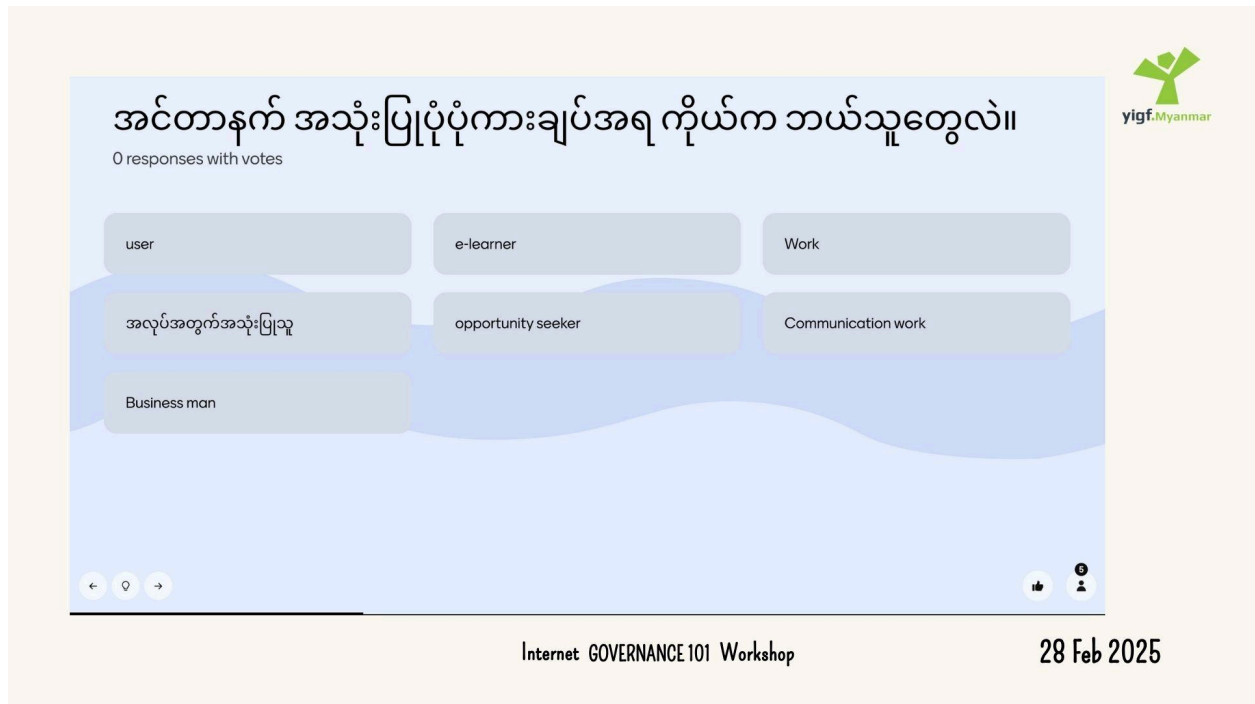 yigf.Myanmar
အင်တာနက် အသုံးပြုပုံပုံကားချပ်အရ ကိုယ်က ဘယ်သူတွေလဲ။
0 responses with votes
user
e-learner
Work
အလုပ်အတွက်အသုံးပြုသူ
opportunity seeker
Communication work
Business man
5
Internet GOVERNANCE 101 Workshop
28 Feb 2025